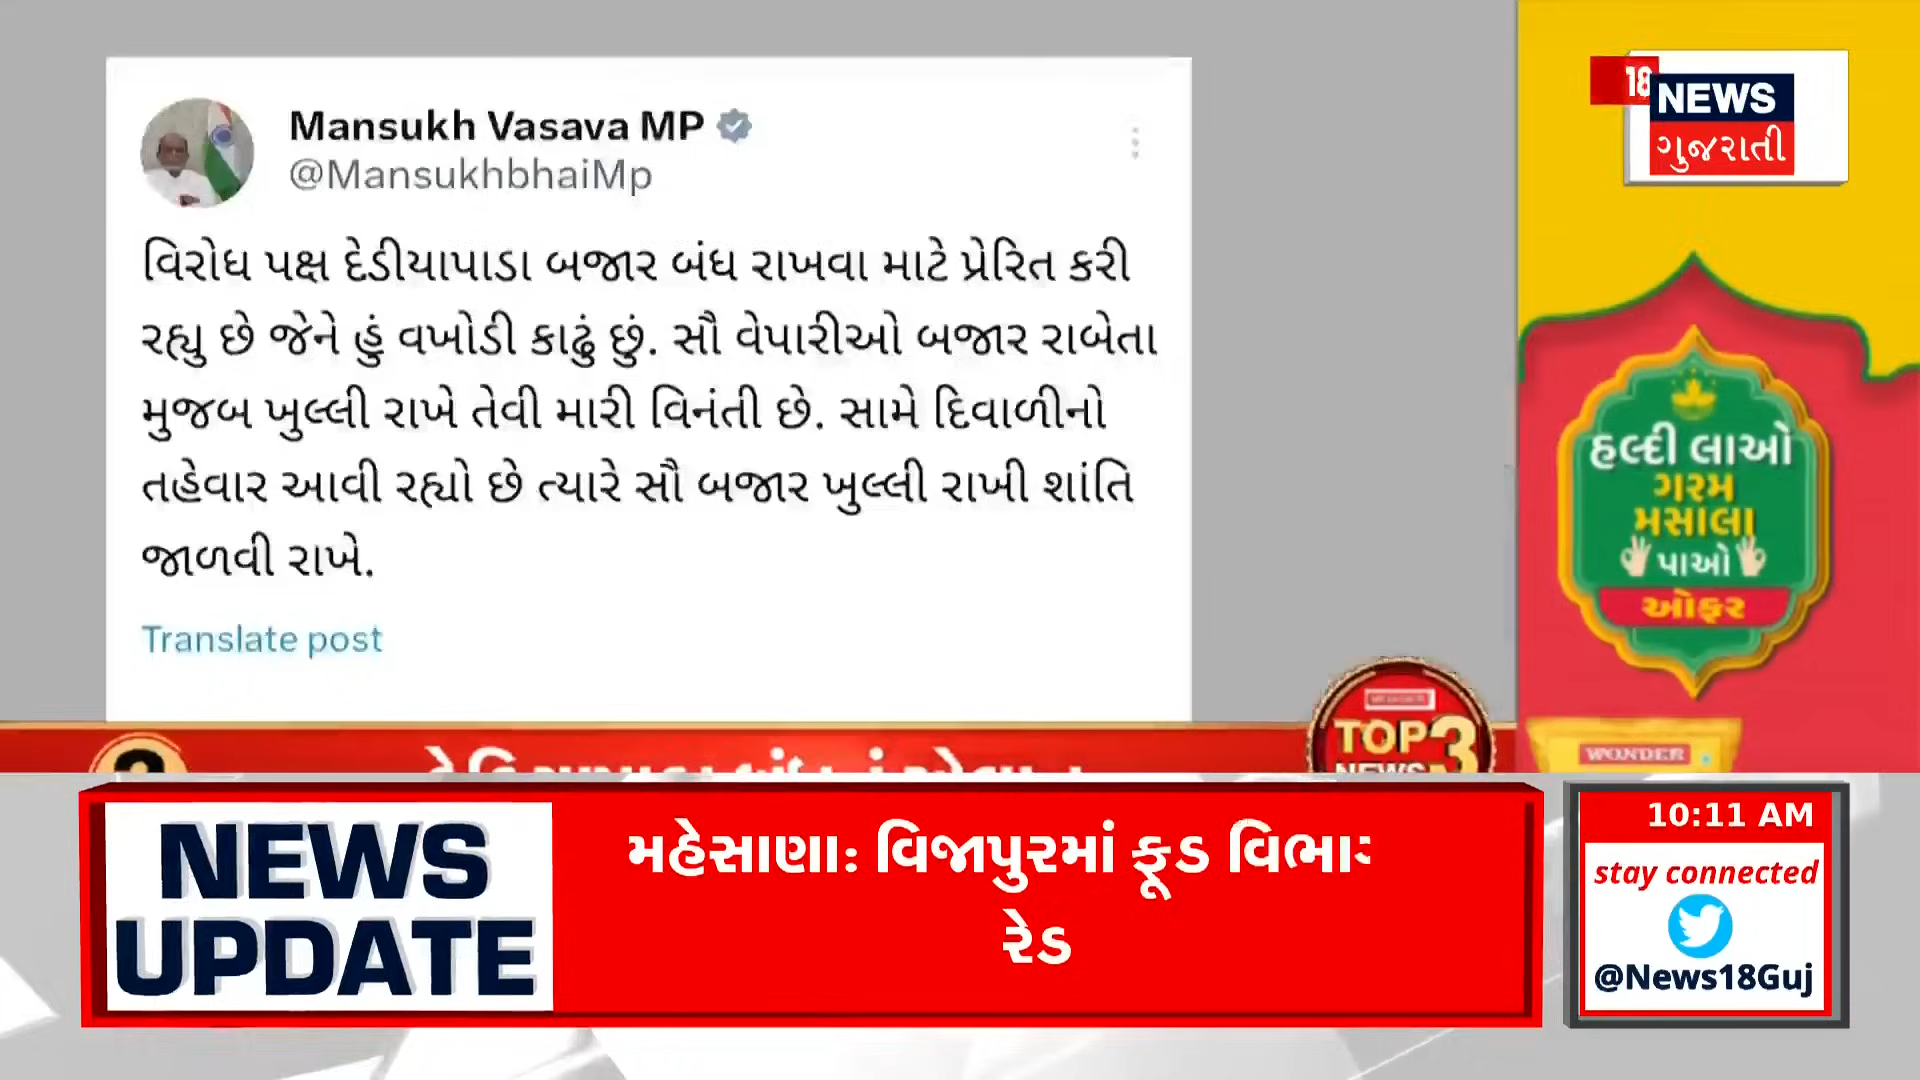 Mansukh Vasava MP
@MansukhbhaiMp
વિરોધ પક્ષ દેડીયાપાડા બજાર બંધ રાખવા માટે પ્રેરિત કરી
રહ્યુ છે જેને હું વખોડી કાઢું છું. સૌ વેપારીઓ બજાર રાબેતા
મુજબ ખુલ્લી રાખે તેવી મારી વિનંતી છે. સામે દિવાળીનો
તહેવાર આવી રહ્યો છે ત્યારે સૌ બજાર ખુલ્લી રાખી શાંતિ
જાળવી રાખે.
Translate post
18
NEWS
ગુજરાતી
હલ્દી લાઓ
ગરમ
મસાલા
પાઓ
ઓફર
WONDER
TOP 3
NEWS
NEWS
UPDATE
મહેસાણા: વિજાપુરમાં ફૂડ
રેડ
10:11 AM
stay connected
@News18Guj